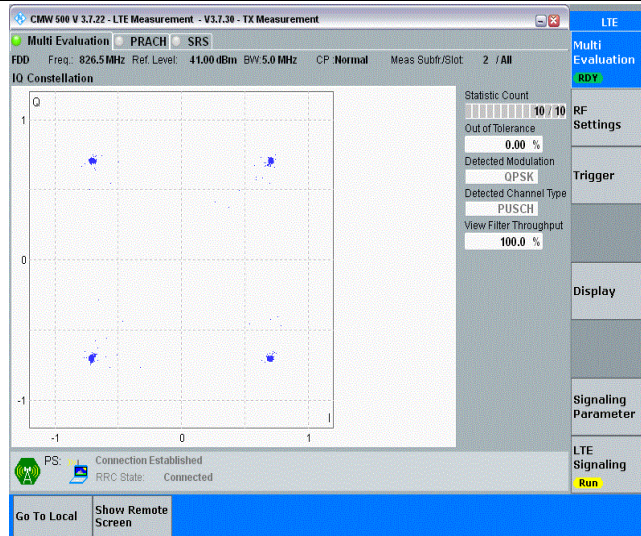 CMW 500 V 3.7.22 - LTE Measurement - V3.7.30 - TX Measurement
LTE
Multi Evaluation PRACH SRS
FDD Freq.: 826.5 MHz Ref. Level: 41.00 dBm BW: 5.0 MHz CP :Normal Meas Subfr/Slot: 2 / All
IQ Constellation
Q
1
0
-1
-1 0 1
I
Statistic Count
10 / 10
Out of Tolerance
0.00 %
Detected Modulation
QPSK
Detected Channel Type
PUSCH
View Filter Throughput
100.0 %
Multi
Evaluation
RDY
RF
Settings
Trigger
Display
Signaling
Parameter
LTE
Signaling
Run
PS: Connection Established
RRC State: Connected
Go To Local
Show Remote
Screen